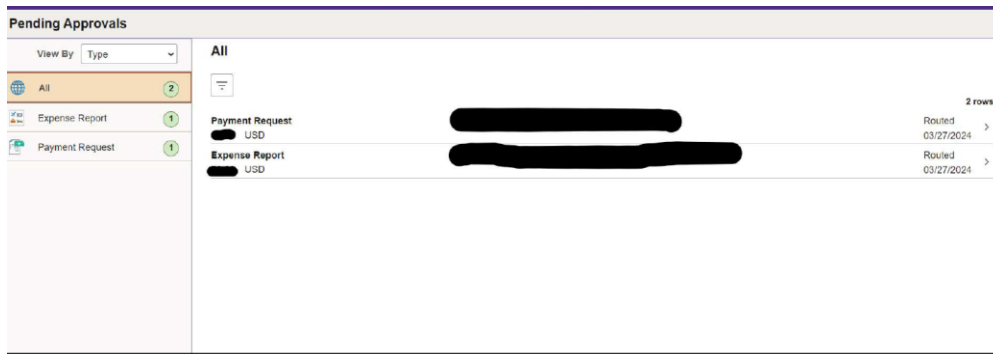 Pending Approvals
View By Type
All
All 2
Expense Report 1
Payment Request 1
2 rows
Payment Request
USD
Routed
03/27/2024
Expense Report
USD
Routed
03/27/2024